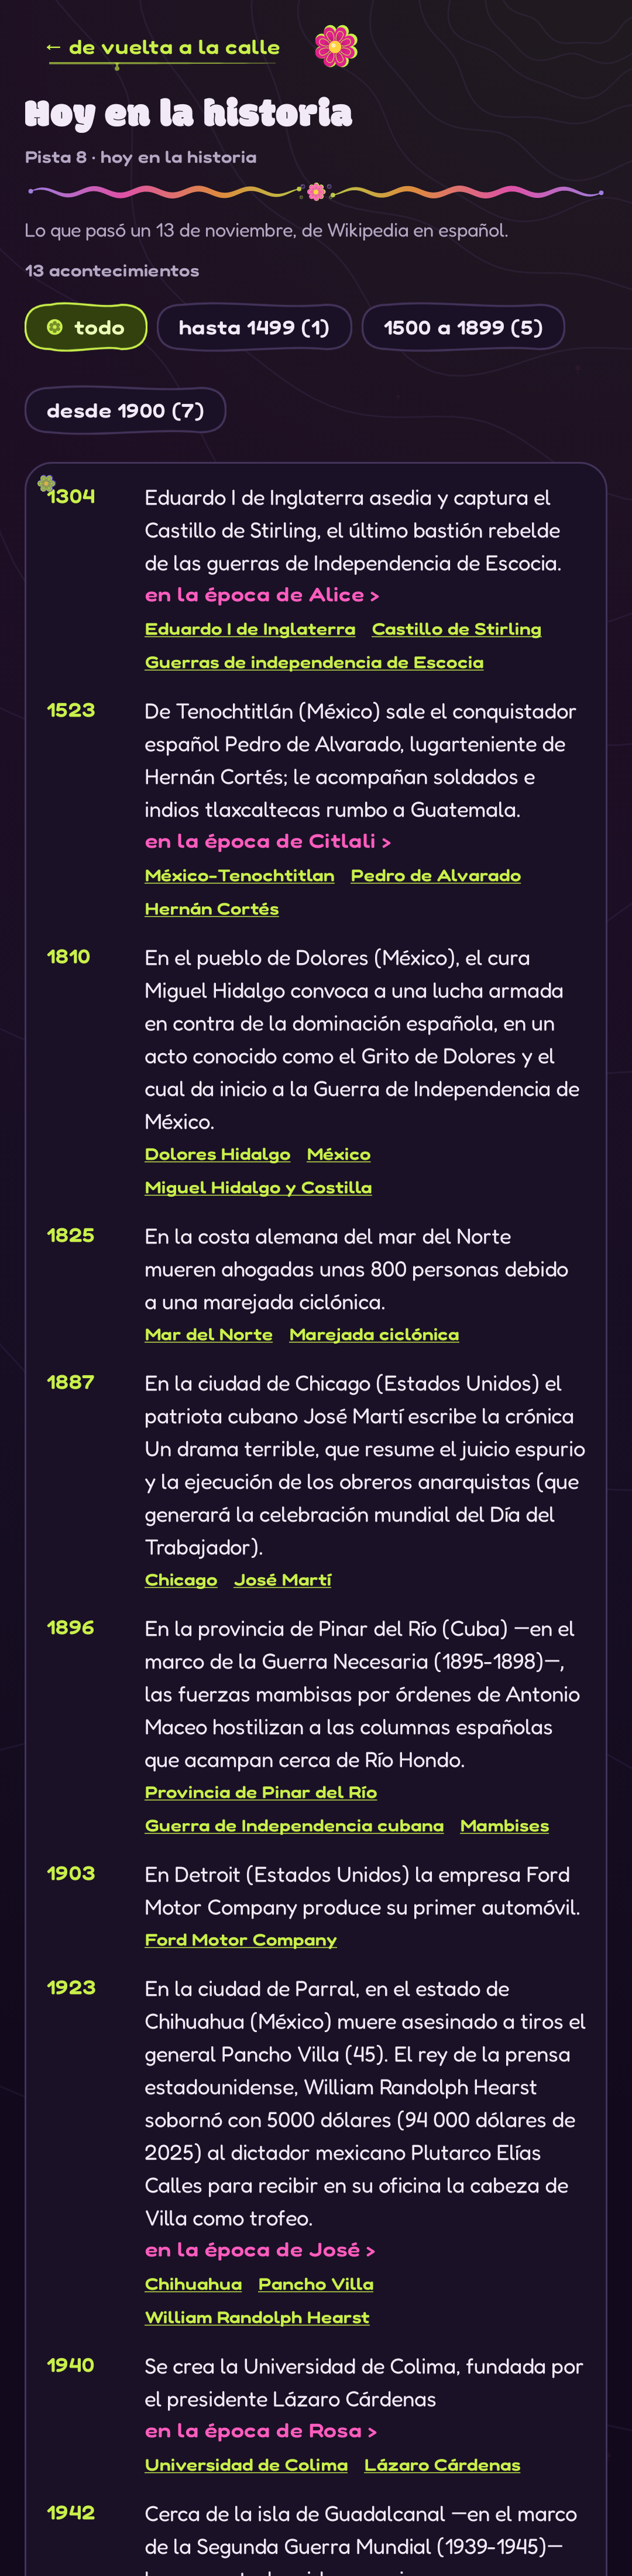 ← de vuelta a la calle
Hoy en la historia
Pista 8 · hoy en la historia
Lo que pasó un 13 de noviembre, de Wikipedia en español.
13 acontecimientos
todo
hasta 1499 (1)
1500 a 1899 (5)
desde 1900 (7)
1304
Eduardo I de Inglaterra asedia y captura el
Castillo de Stirling, el último bastión rebelde
de las guerras de Independencia de Escocia.
en la época de Alice >
Eduardo I de Inglaterra Castillo de Stirling
Guerras de independencia de Escocia
1523
De Tenochtitlán (México) sale el conquistador
español Pedro de Alvarado, lugarteniente de
Hernán Cortés; le acompañan soldados e
indios tlaxcaltecas rumbo a Guatemala.
en la época de Citlali >
México-Tenochtitlan Pedro de Alvarado
Hernán Cortés
1810
En el pueblo de Dolores (México), el cura
Miguel Hidalgo convoca a una lucha armada
en contra de la dominación española, en un
acto conocido como el Grito de Dolores y el
cual da inicio a la Guerra de Independencia de
México.
Dolores Hidalgo México
Miguel Hidalgo y Costilla
1825
En la costa alemana del mar del Norte
mueren ahogadas unas 800 personas debido
a una marejada ciclónica.
Mar del Norte Marejada ciclónica
1887
En la ciudad de Chicago (Estados Unidos) el
patriota cubano José Martí escribe la crónica
Un drama terrible, que resume el juicio espurio
y la ejecución de los obreros anarquistas (que
generará la celebración mundial del Día del
Trabajador).
Chicago José Martí
1896
En la provincia de Pinar del Río (Cuba) —en el
marco de la Guerra Necesaria (1895-1898)—,
las fuerzas mambisas por órdenes de Antonio
Maceo hostilizan a las columnas españolas
que acampan cerca de Río Hondo.
Provincia de Pinar del Río
Guerra de Independencia cubana Mambises
1903
En Detroit (Estados Unidos) la empresa Ford
Motor Company produce su primer automóvil.
Ford Motor Company
1923
En la ciudad de Parral, en el estado de
Chihuahua (México) muere asesinado a tiros el
general Pancho Villa (45). El rey de la prensa
estadounidense, William Randolph Hearst
sobornó con 5000 dólares (94 000 dólares de
2025) al dictador mexicano Plutarco Elías
Calles para recibir en su oficina la cabeza de
Villa como trofeo.
en la época de José >
Chihuahua Pancho Villa
William Randolph Hearst
1940
Se crea la Universidad de Colima, fundada por
el presidente Lázaro Cárdenas
en la época de Rosa >
Universidad de Colima Lázaro Cárdenas
1942
Cerca de la isla de Guadalcanal —en el marco
de la Segunda Guerra Mundial (1939-1945)—